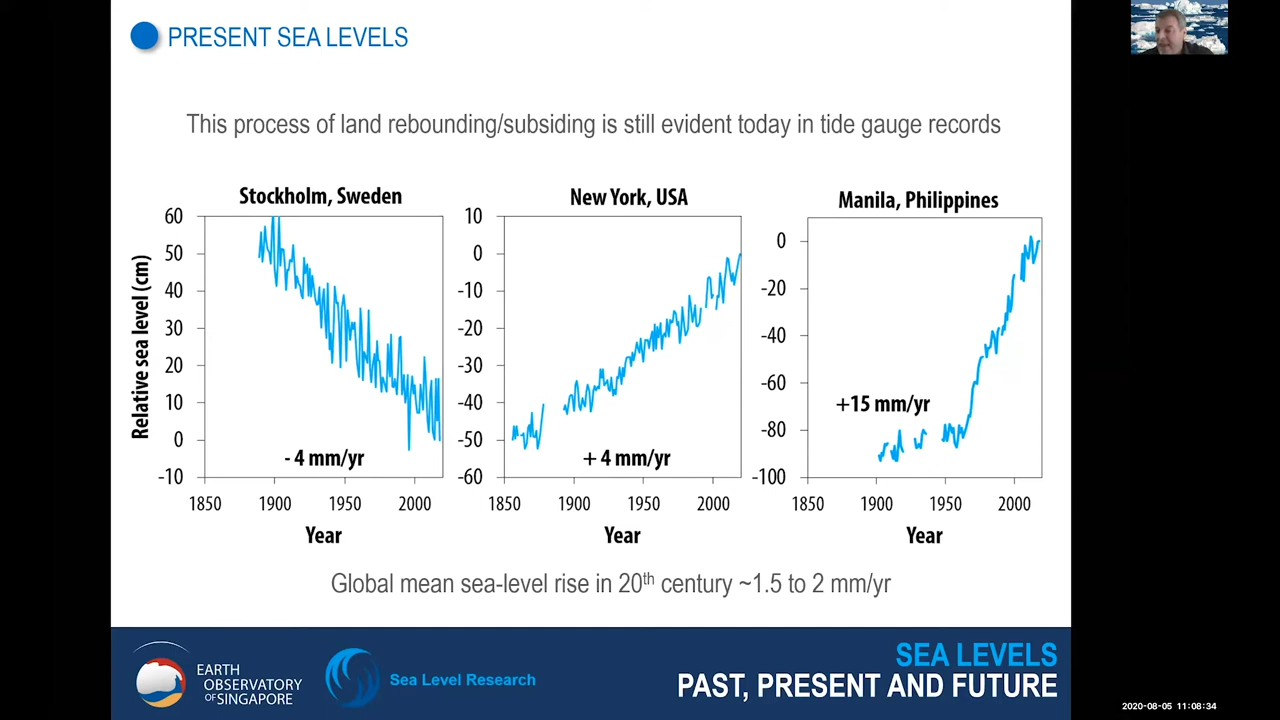 PRESENT SEA LEVELS
This process of land rebounding/subsiding is still evident today in tide gauge records
Stockholm, Sweden
Relative sea level (cm)
60
50
40
30
20
10
0
-10
- 4 mm/yr
1850 1900 1950 2000
Year
New York, USA
10
0
-10
-20
-30
-40
-50
-60
+ 4 mm/yr
1850 1900 1950 2000
Year
Manila, Philippines
0
-20
-40
-60
-80
-100
+15 mm/yr
1850 1900 1950 2000
Year
Global mean sea-level rise in 20th century ~1.5 to 2 mm/yr
EARTH
OBSERVATORY
OF SINGAPORE
Sea Level Research
SEA LEVELS
PAST, PRESENT AND FUTURE
2020-08-05 11:08:34